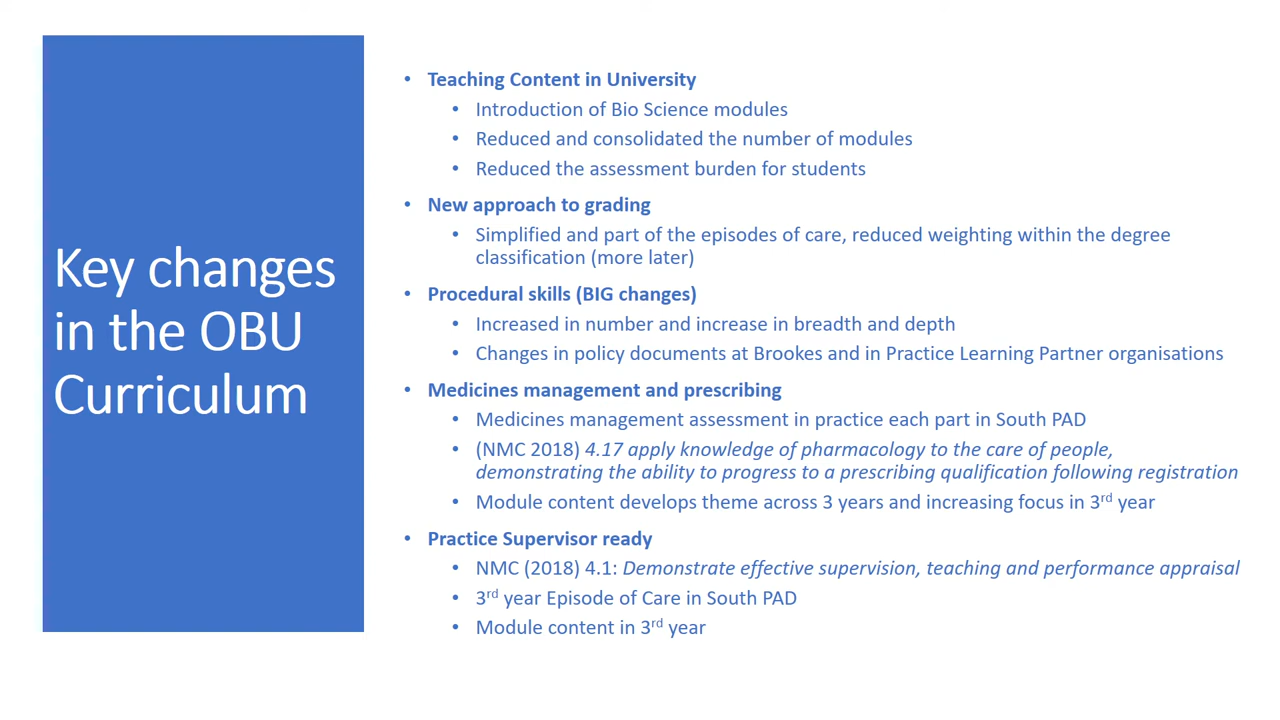 Key changes
in the OBU
Curriculum
• Teaching Content in University
• Introduction of Bio Science modules
• Reduced and consolidated the number of modules
• Reduced the assessment burden for students
• New approach to grading
• Simplified and part of the episodes of care, reduced weighting within the degree
classification (more later)
• Procedural skills (BIG changes)
• Increased in number and increase in breadth and depth
• Changes in policy documents at Brookes and in Practice Learning Partner organisations
• Medicines management and prescribing
• Medicines management assessment in practice each part in South PAD
• (NMC 2018) 4.17 apply knowledge of pharmacology to the care of people,
demonstrating the ability to progress to a prescribing qualification following registration
• Module content develops theme across 3 years and increasing focus in 3rd year
• Practice Supervisor ready
• NMC (2018) 4.1: Demonstrate effective supervision, teaching and performance appraisal
• 3rd year Episode of Care in South PAD
• Module content in 3rd year